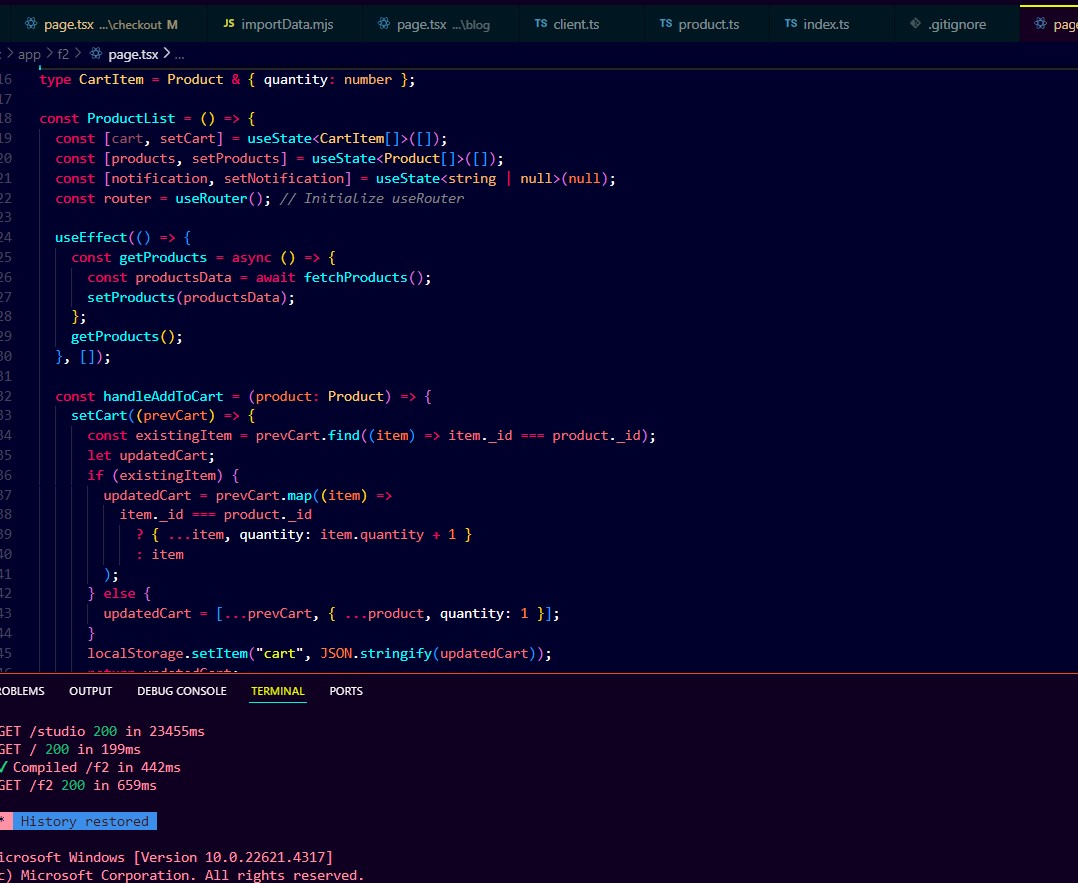 page.tsx ...\checkout M
JS importData.mjs
page.tsx ...\blog
TS client.ts
TS product.ts
TS index.ts
.gitignore
> app > f2 > page.tsx > ...
16 type CartItem = Product & { quantity: number };
17
18 const ProductList = () => {
19 const [cart, setCart] = useState<CartItem[]>([]);
20 const [products, setProducts] = useState<Product[]>([]);
21 const [notification, setNotification] = useState<string | null>(null);
22 const router = useRouter(); // Initialize useRouter
23
24 useEffect(() => {
25 const getProducts = async () => {
26 const productsData = await fetchProducts();
27 setProducts(productsData);
28 };
29 getProducts();
30 }, []);
31
32 const handleAddToCart = (product: Product) => {
33 setCart((prevCart) => {
34 const existingItem = prevCart.find((item) => item._id === product._id);
35 let updatedCart;
36 if (existingItem) {
37 updatedCart = prevCart.map((item) =>
38 item._id === product._id
39 ? { ...item, quantity: item.quantity + 1 }
40 : item
41 );
42 } else {
43 updatedCart = [...prevCart, { ...product, quantity: 1 }];
44 }
45 localStorage.setItem("cart", JSON.stringify(updatedCart));
OUTPUT DEBUG CONSOLE TERMINAL PORTS
GET /studio 200 in 23455ms
GET / 200 in 199ms
✓ Compiled /f2 in 442ms
GET /f2 200 in 659ms
* History restored
icrosoft Windows [Version 10.0.22621.4317]
c) Microsoft Corporation. All rights reserved.